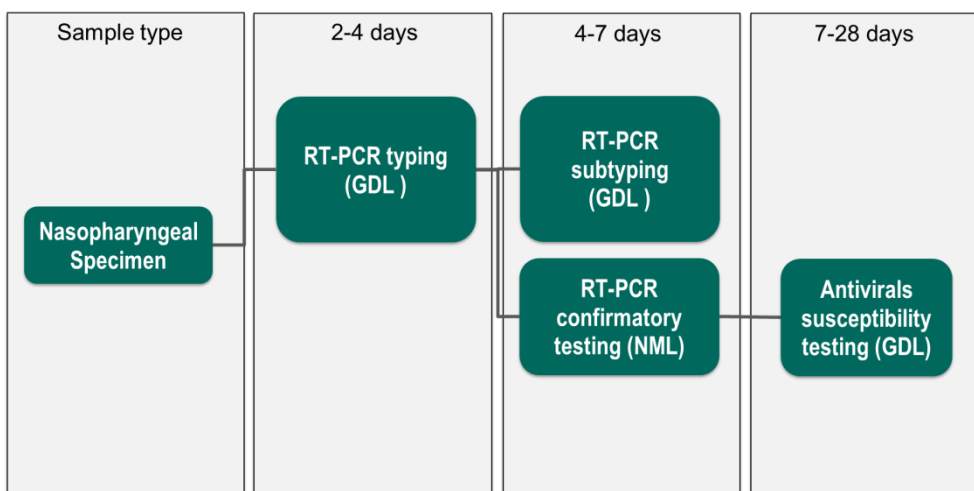 Sample type
2-4 days
4-7 days
7-28 days
Nasopharyngeal
Specimen
RT-PCR typing
(GDL )
RT-PCR
subtyping
(GDL )
RT-PCR
confirmatory
testing (NML)
Antivirals
susceptibility
testing (GDL)